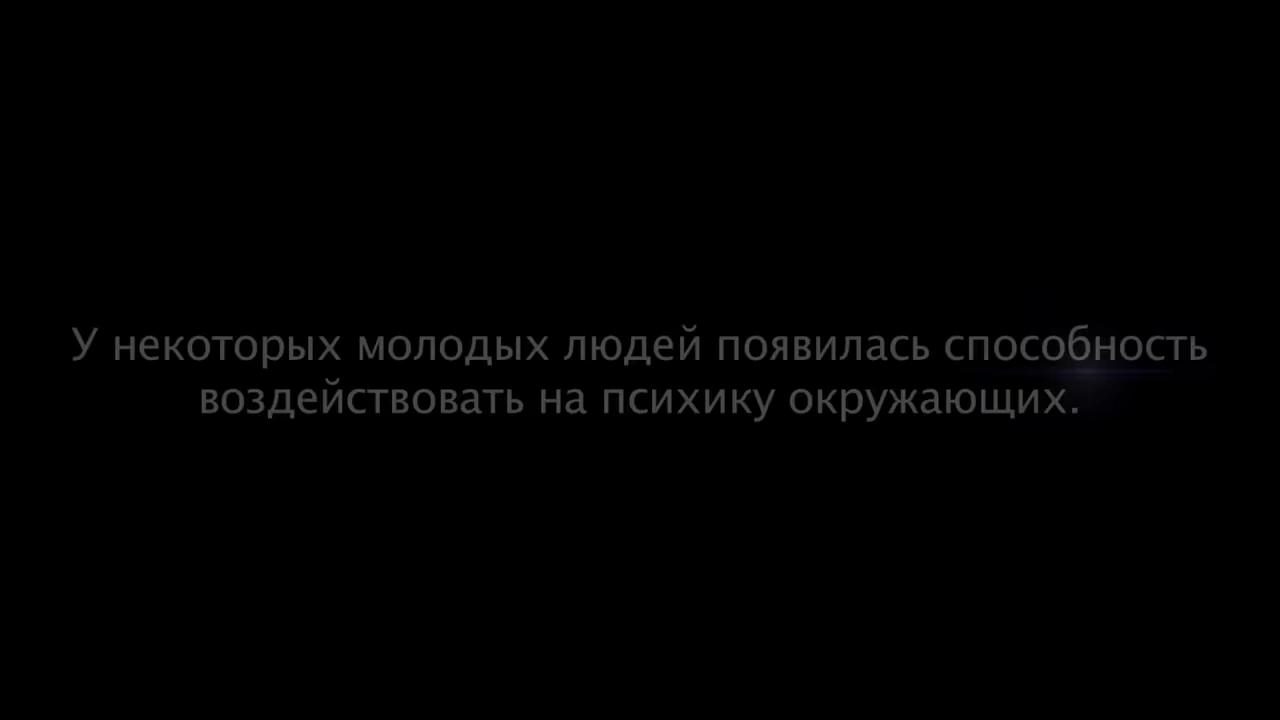 У некоторых молодых людей появилась способность
воздействовать на психику окружающих.